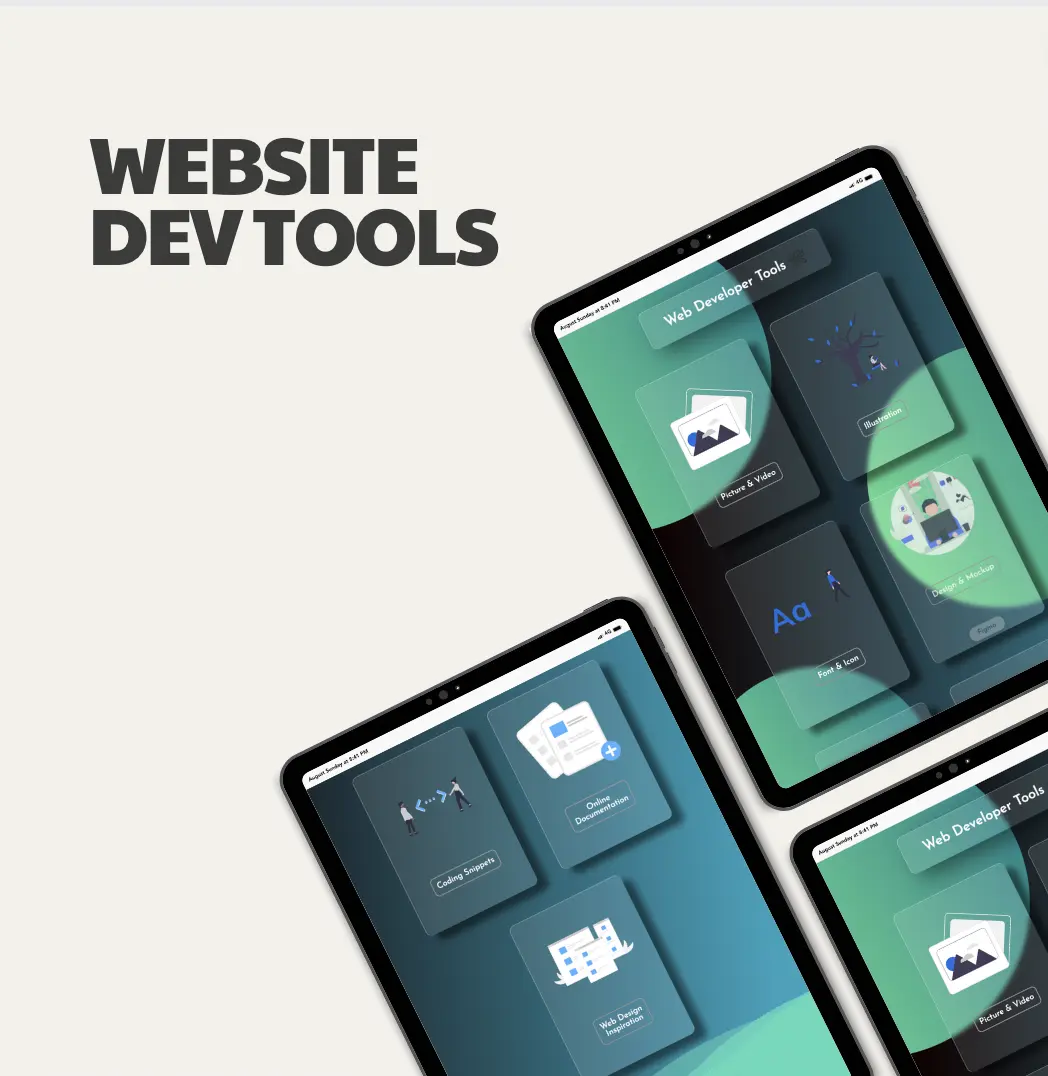 WEBSITE
DEV TOOLS
August Sunday at 8:41 PM
4G
Web Developer Tools
Illustration
Picture & Video
Design & Mockup
Figma
Aa
Font & Icon
August Sunday at 8:41 PM
4G
Online
Documentation
Coding Snippets
Web Design
Inspiration
August Sunday at 8:41 PM
Web Developer Tools
Picture & Video